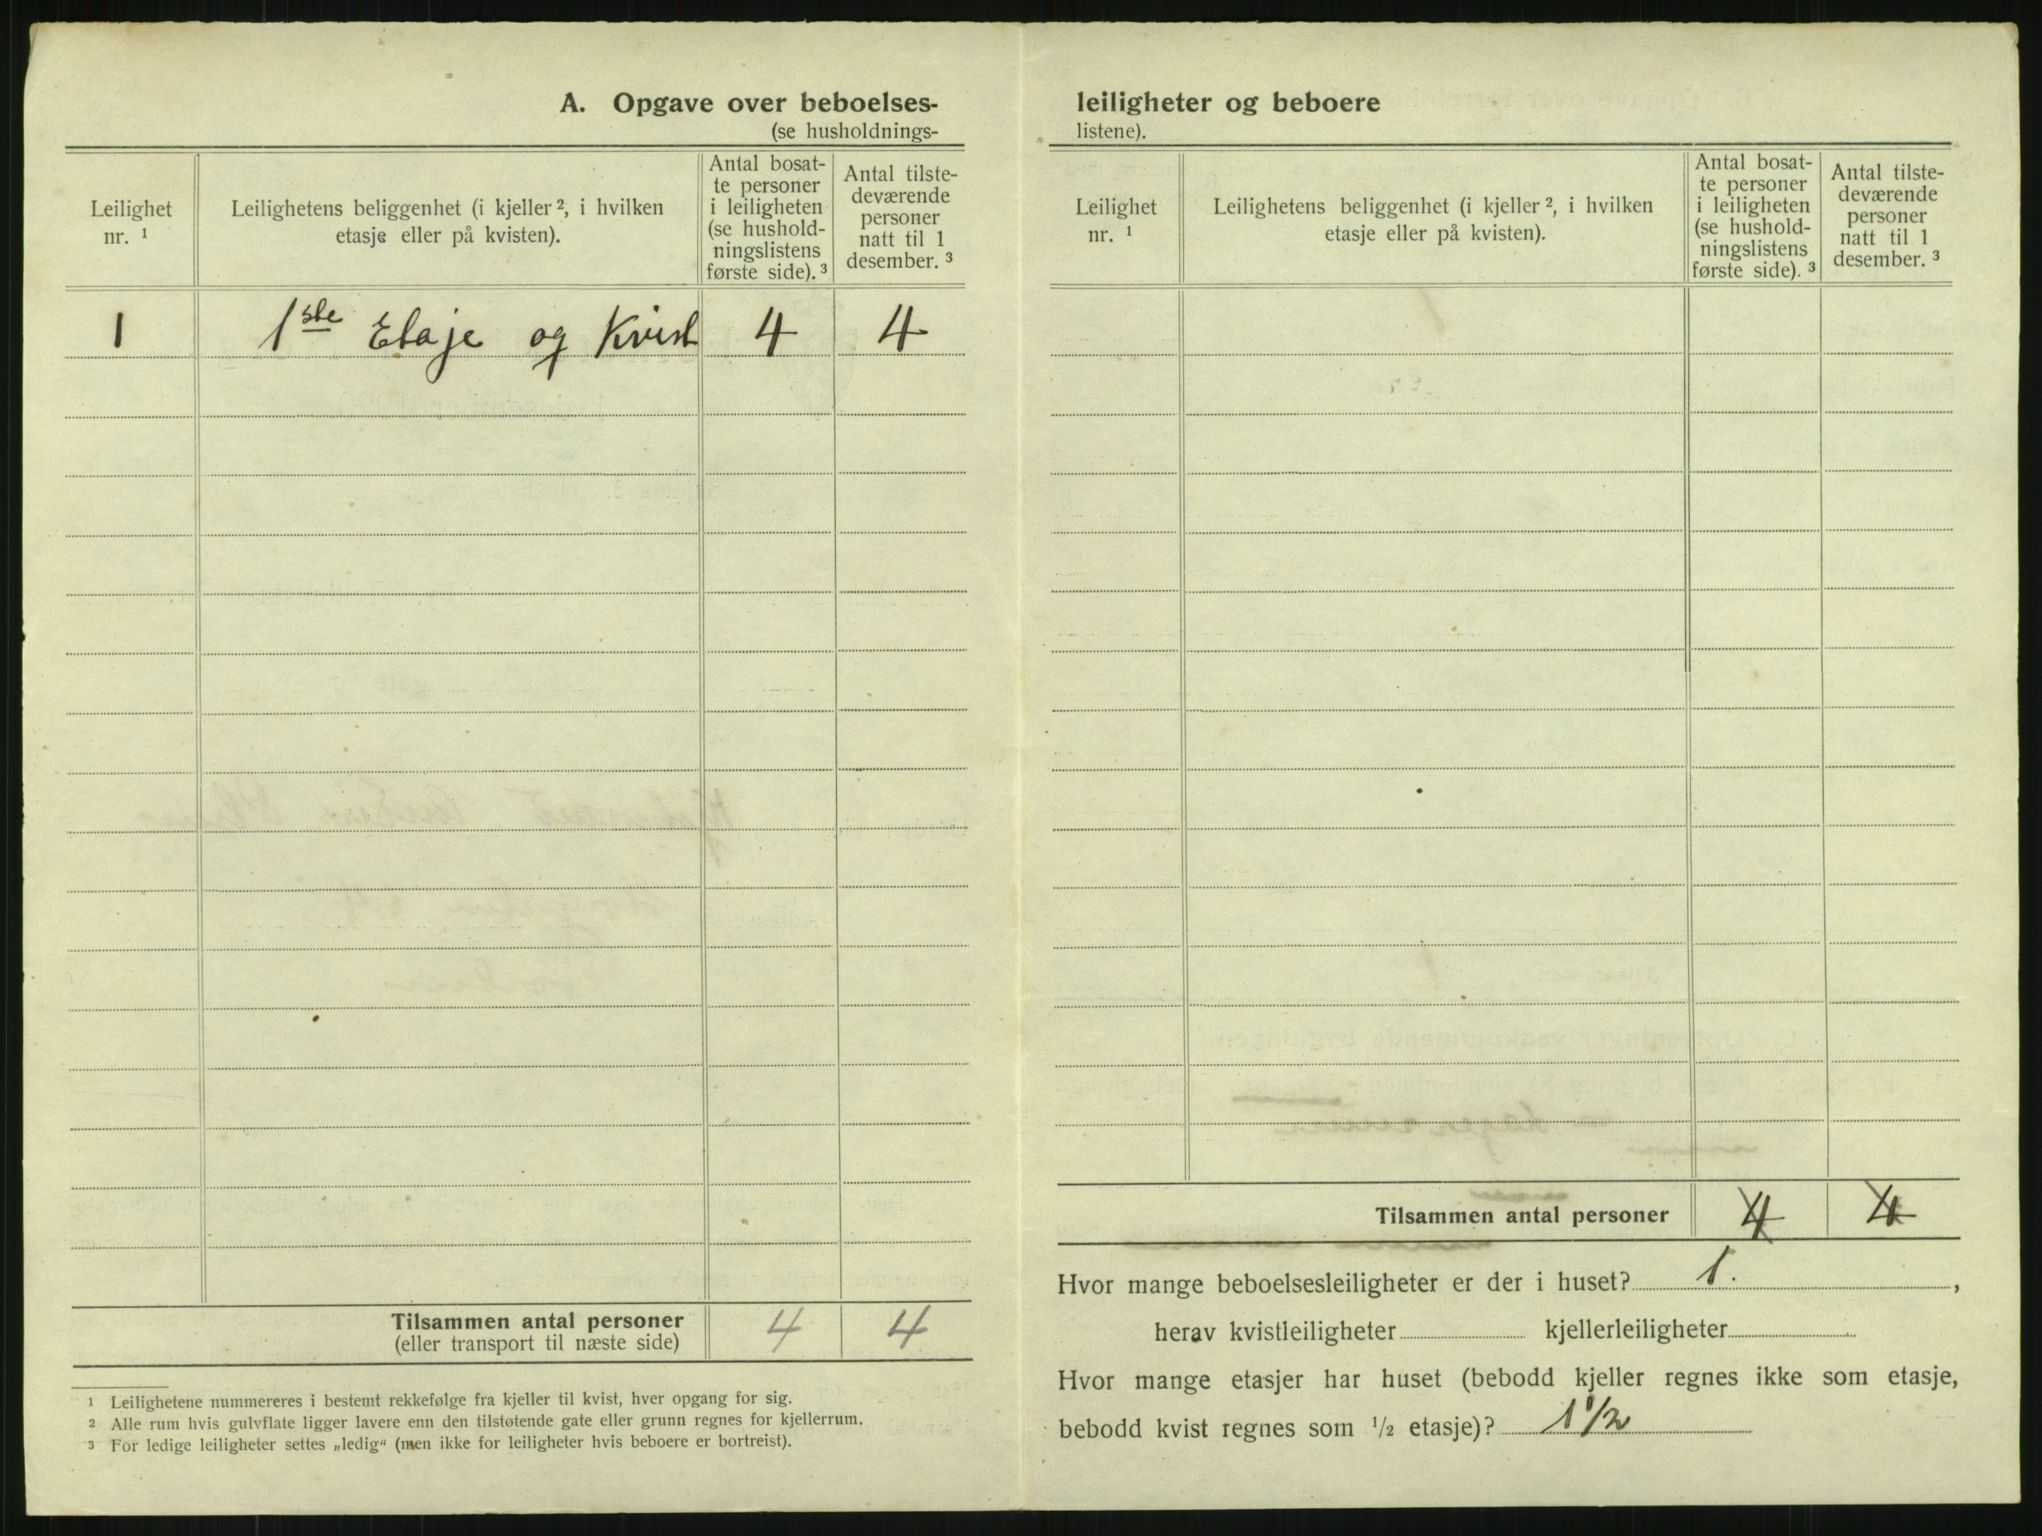 A. Opgave over beboelses-
(se husholdnings-
Leilighet nr. ¹
Leilighetens beliggenhet (i kjeller ², i hvilken
etasje eller på kvisten).
Antal bosat-
te personer
i leiligheten
(se hushold-
ningslistens
første side). ³
Antal tilste-
deværende
personer
natt til 1
desember. ³
1 1ste Etaje og Kvist 4 4
Tilsammen antal personer 4 4
(eller transport til næste side)
¹ Leilighetene nummereres i bestemt rekkefølge fra kjeller til kvist, hver opgang for sig.
² Alle rum hvis gulvflate ligger lavere enn den tilstøtende gate eller grunn regnes for kjellerrum.
³ For ledige leiligheter settes „ledig“ (men ikke for leiligheter hvis beboere er bortreist).
leiligheter og beboere
listene).
Leilighet nr. ¹
Leilighetens beliggenhet (i kjeller ², i hvilken
etasje eller på kvisten).
Antal bosat-
te personer
i leiligheten
(se hushold-
ningslistens
første side). ³
Antal tilste-
deværende
personer
natt til 1
desember. ³
Tilsammen antal personer 4 4
Hvor mange beboelsesleiligheter er der i huset? 1. ,
herav kvistleiligheter kjellerleiligheter
Hvor mange etasjer har huset (bebodd kjeller regnes ikke som etasje,
bebodd kvist regnes som ½ etasje)? 1 1/2